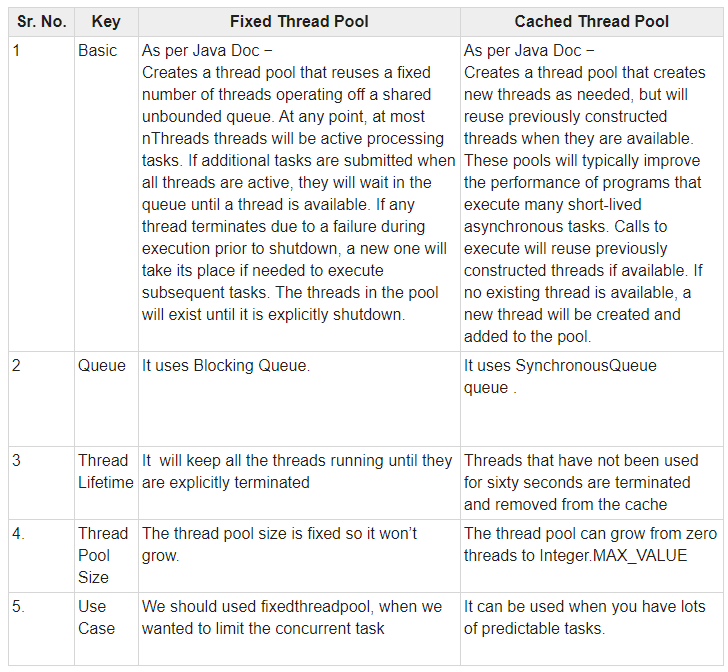 Sr. No. Key Fixed Thread Pool Cached Thread Pool
1 Basic
As per Java Doc −
Creates a thread pool that reuses a fixed
number of threads operating off a shared
unbounded queue. At any point, at most
nThreads threads will be active processing
tasks. If additional tasks are submitted when
all threads are active, they will wait in the
queue until a thread is available. If any
thread terminates due to a failure during
execution prior to shutdown, a new one will
take its place if needed to execute
subsequent tasks. The threads in the pool
will exist until it is explicitly shutdown.
As per Java Doc −
Creates a thread pool that creates
new threads as needed, but will
reuse previously constructed
threads when they are available.
These pools will typically improve
the performance of programs that
execute many short-lived
asynchronous tasks. Calls to
execute will reuse previously
constructed threads if available. If
no existing thread is available, a
new thread will be created and
added to the pool.
2 Queue
It uses Blocking Queue.
It uses SynchronousQueue
queue .
3 Thread
Lifetime
It will keep all the threads running until they
are explicitly terminated
Threads that have not been used
for sixty seconds are terminated
and removed from the cache
4. Thread
Pool
Size
The thread pool size is fixed so it won’t
grow.
The thread pool can grow from zero
threads to Integer.MAX_VALUE
5. Use
Case
We should used fixedthreadpool, when we
wanted to limit the concurrent task
It can be used when you have lots
of predictable tasks.